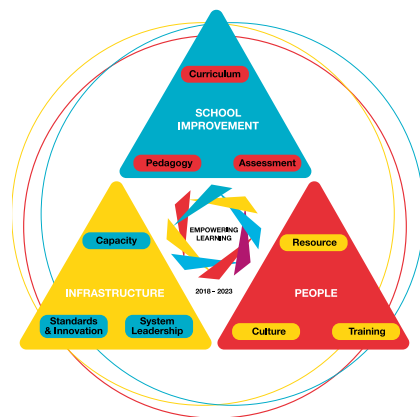 Curriculum
SCHOOL
IMPROVEMENT
Pedagogy
Assessment
EMPOWERING
LEARNING
2018 – 2023
Capacity
INFRASTRUCTURE
Standards
& Innovation
System
Leadership
Resource
PEOPLE
Culture
Training